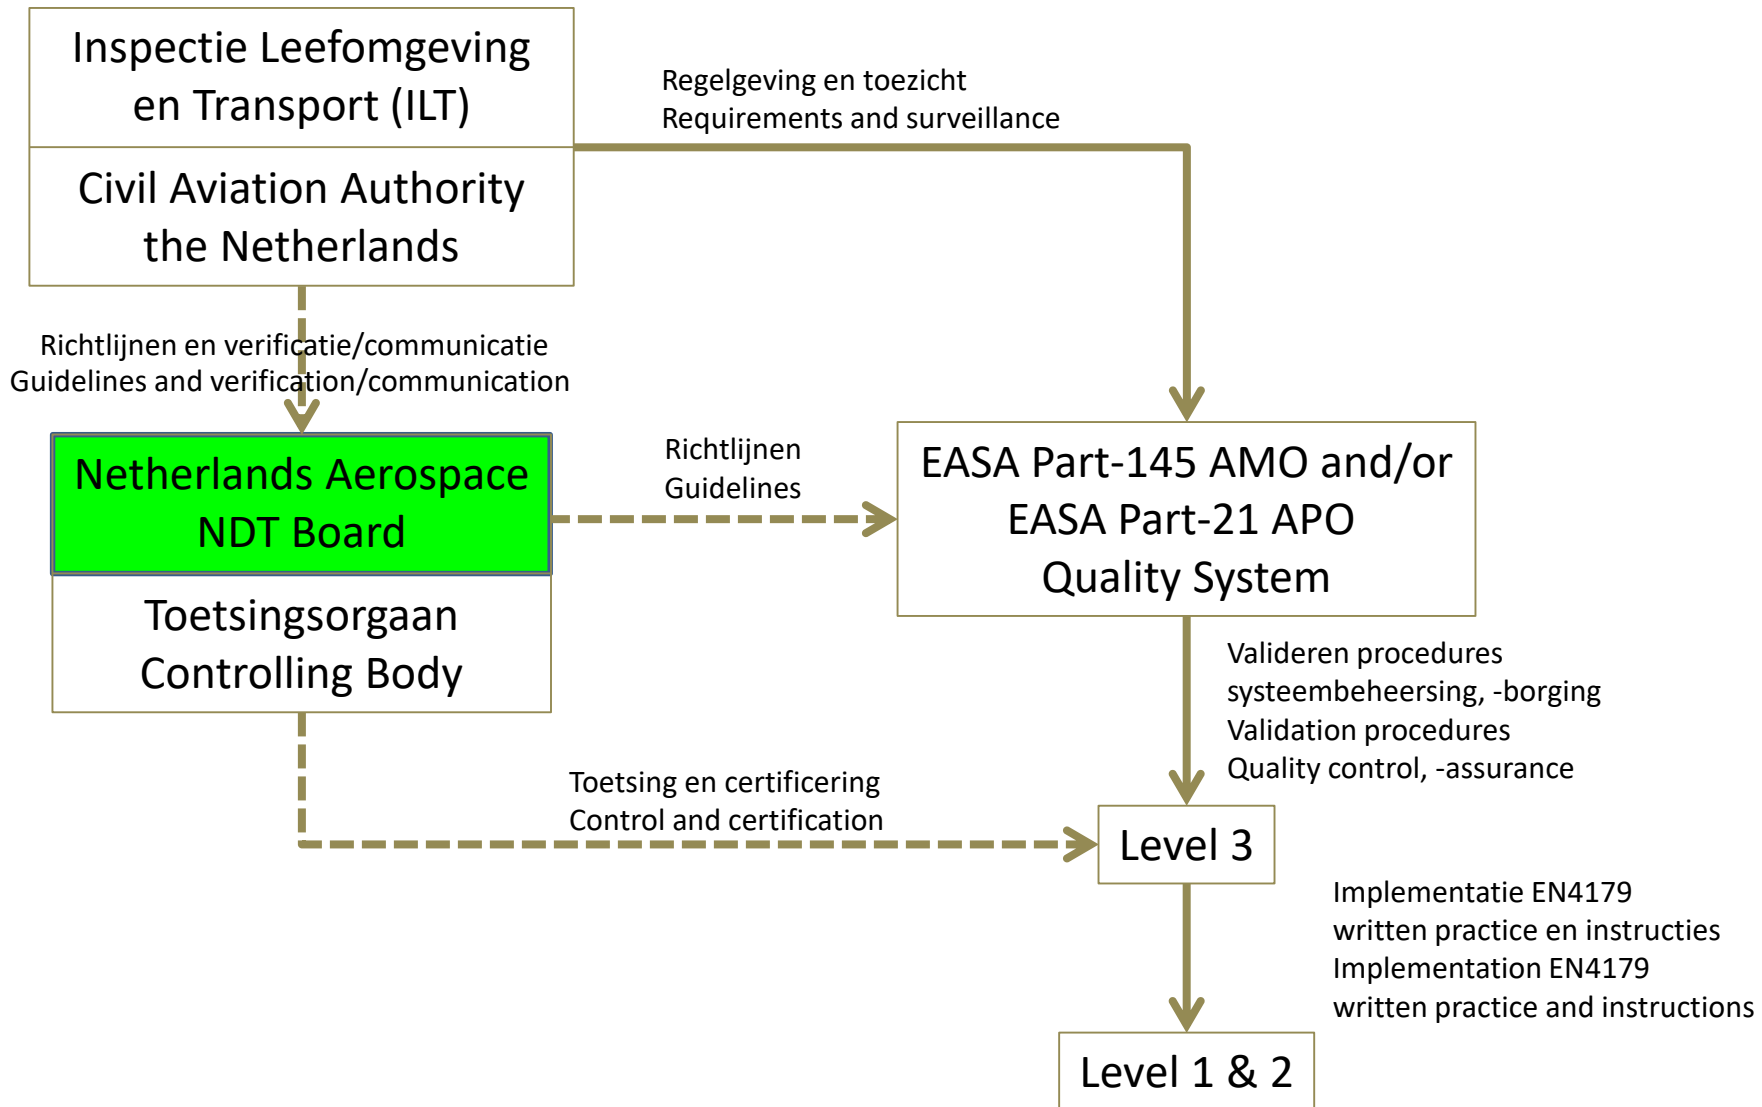 Inspectie Leefomgeving
en Transport (ILT)
Civil Aviation Authority
the Netherlands
Regelgeving en toezicht
Requirements and surveillance
Richtlijnen en verificatie/communicatie
Guidelines and verification/communication
Netherlands Aerospace
NDT Board
Toetsingsorgaan
Controlling Body
Richtlijnen
Guidelines
EASA Part-145 AMO and/or
EASA Part-21 APO
Quality System
Valideren procedures
systeembeheersing, -borging
Validation procedures
Quality control, -assurance
Toetsing en certificering
Control and certification
Level 3
Implementatie EN4179
written practice en instructies
Implementation EN4179
written practice and instructions
Level 1 & 2